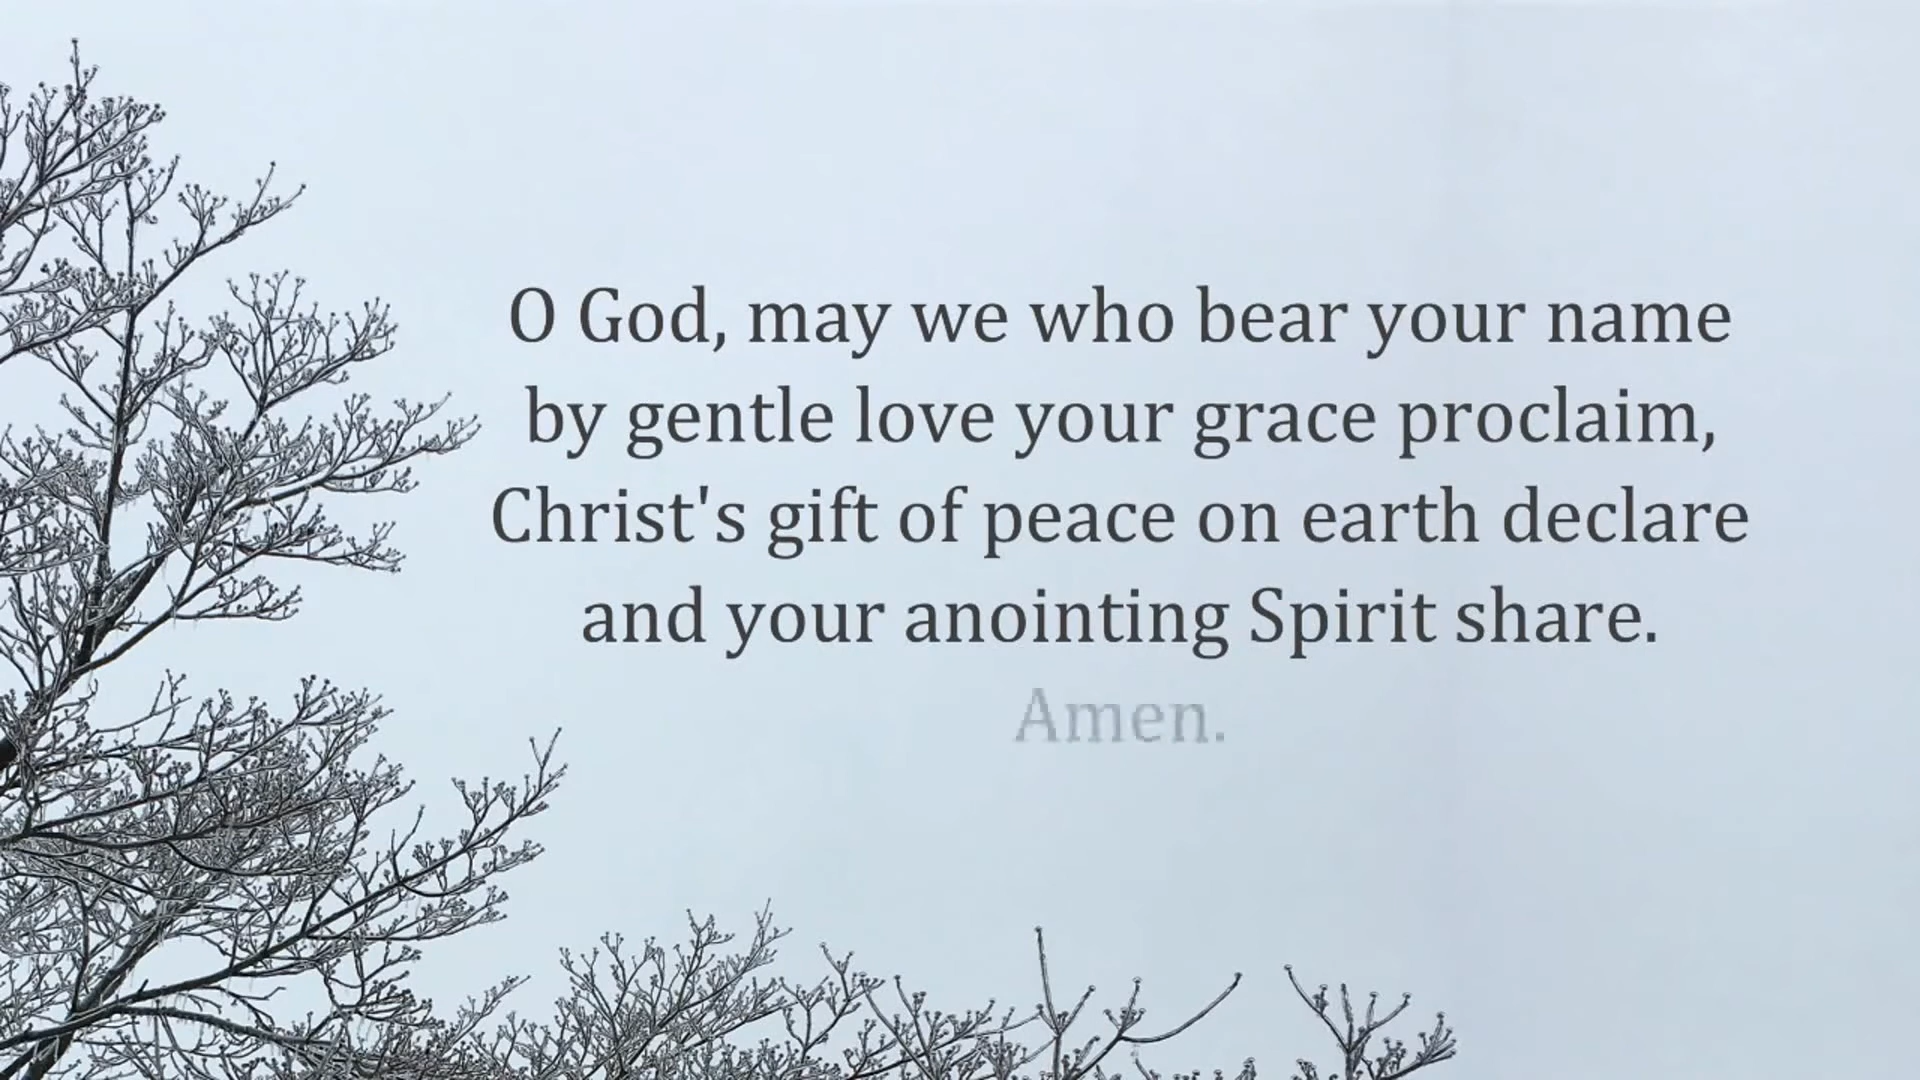 O God, may we who bear your name
by gentle love your grace proclaim,
Christ's gift of peace on earth declare
and your anointing Spirit share.
Amen.